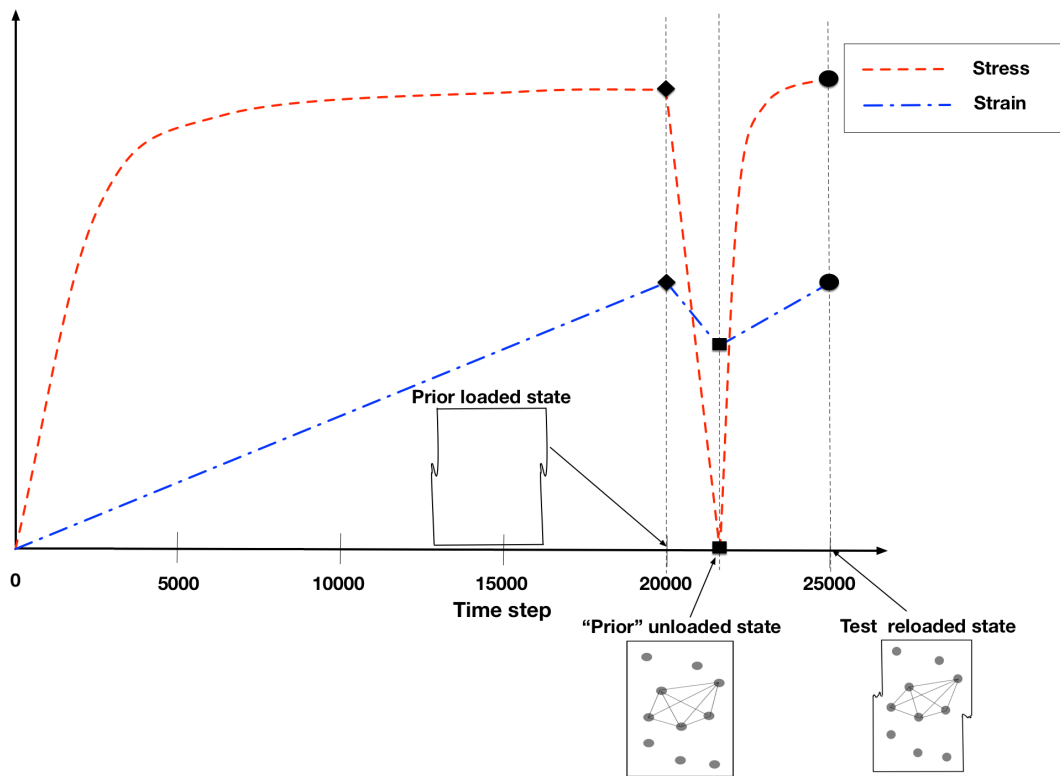 Stress
Strain
Prior loaded state
0
5000
10000
15000
20000
25000
Time step
“Prior” unloaded state
Test reloaded state